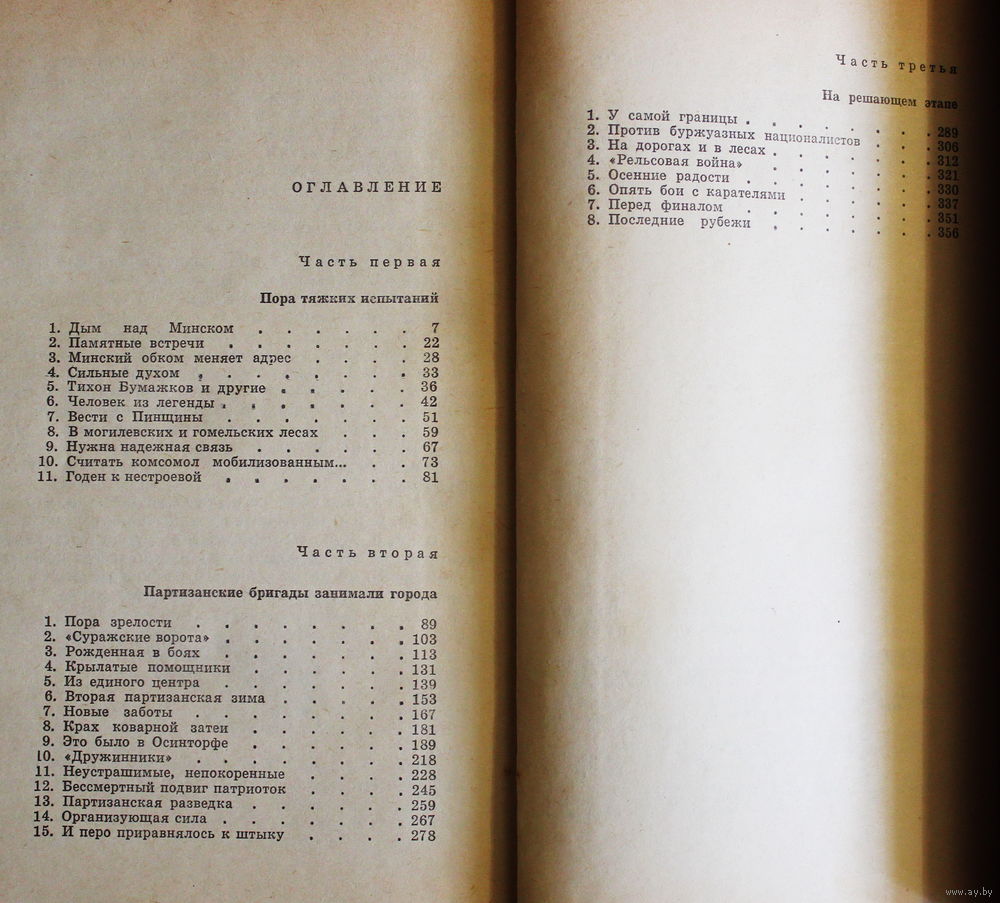 ОГЛАВЛЕНИЕ
Часть первая
Пора тяжких испытаний
1. Дым над Минском . . . . . . 7
2. Памятные встречи . . . . . . . 22
3. Минский обком меняет адрес . . . . 28
4. Сильные духом . . . . . . . . 33
5. Тихон Бумажков и другие . . . . . 36
6. Человек из легенды . . . . . . . 42
7. Вести с Пинщины . . . . . . . 51
8. В могилевских и гомельских лесах . . . 59
9. Нужна надежная связь . . . . . . 67
10. Считать комсомол мобилизованным... . . 73
11. Годен к нестроевой . . . . . . . 81
Часть вторая
Партизанские бригады занимали города
1. Пора зрелости . . . . . . . . 89
2. «Суражские ворота» . . . . . . . 103
3. Рожденная в боях . . . . . . . 113
4. Крылатые помощники . . . . . . 131
5. Из единого центра . . . . . . . 139
6. Вторая партизанская зима . . . . . 153
7. Новые заботы . . . . . . . . 167
8. Крах коварной затеи . . . . . . 181
9. Это было в Осинторфе . . . . . . 189
10. «Дружинники» . . . . . . . . 218
11. Неустрашимые, непокоренные . . . . 228
12. Бессмертный подвиг патриоток . . . . 245
13. Партизанская разведка . . . . . . 259
14. Организующая сила . . . . . . . 267
15. И перо приравнялось к штыку . . . . 278
Часть третья
На решающем этапе
1. У самой границы . . . . . . . . 289
2. Против буржуазных националистов . . . 306
3. На дорогах и в лесах . . . . . . . 312
4. «Рельсовая война» . . . . . . . 321
5. Осенние радости . . . . . . . . 330
6. Опять бои с карателями . . . . . . 337
7. Перед финалом . . . . . . . . 351
8. Последние рубежи . . . . . . . 356
www.ay.by